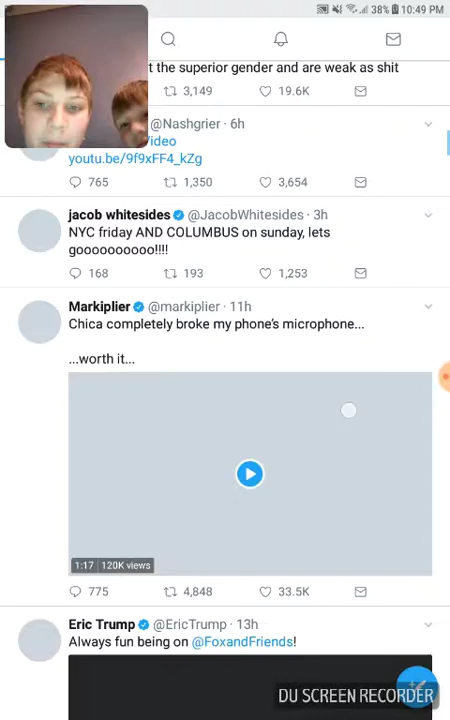 38% 10:49 PM
t the superior gender and are weak as shit
3,149 19.6K
@Nashgrier · 6h
ideo
youtu.be/9f9xFF4_kZg
765 1,350 3,654
jacob whitesides @JacobWhitesides · 3h
NYC friday AND COLUMBUS on sunday, lets
goooooooooo!!!!
168 193 1,253
Markiplier @markiplier · 11h
Chica completely broke my phone's microphone...
...worth it...
1:17 120K views
775 4,848 33.5K
Eric Trump @EricTrump · 13h
Always fun being on @FoxandFriends!
DU SCREEN RECORDER